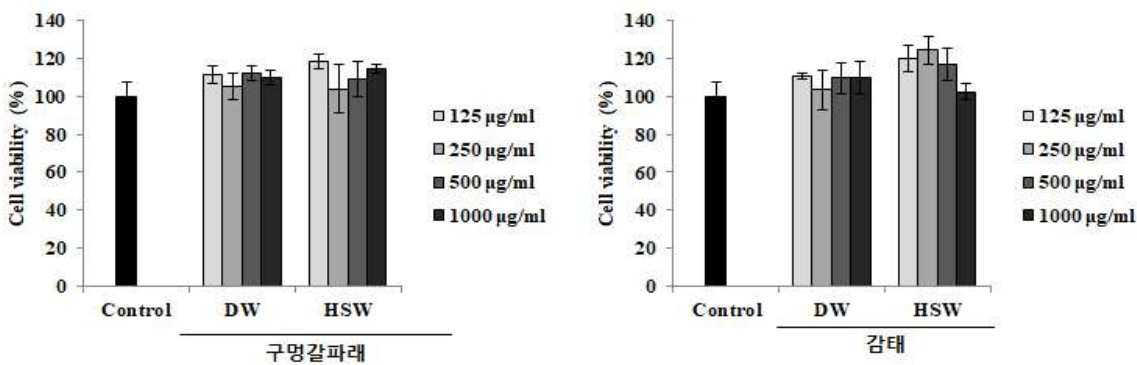 140
120
100
80
60
40
20
0
Cell viability (%)
Control
DW
HSW
구멍갈파래
125 µg/ml
250 µg/ml
500 µg/ml
1000 µg/ml
140
120
100
80
60
40
20
0
Cell viability (%)
Control
DW
HSW
감태
125 µg/ml
250 µg/ml
500 µg/ml
1000 µg/ml